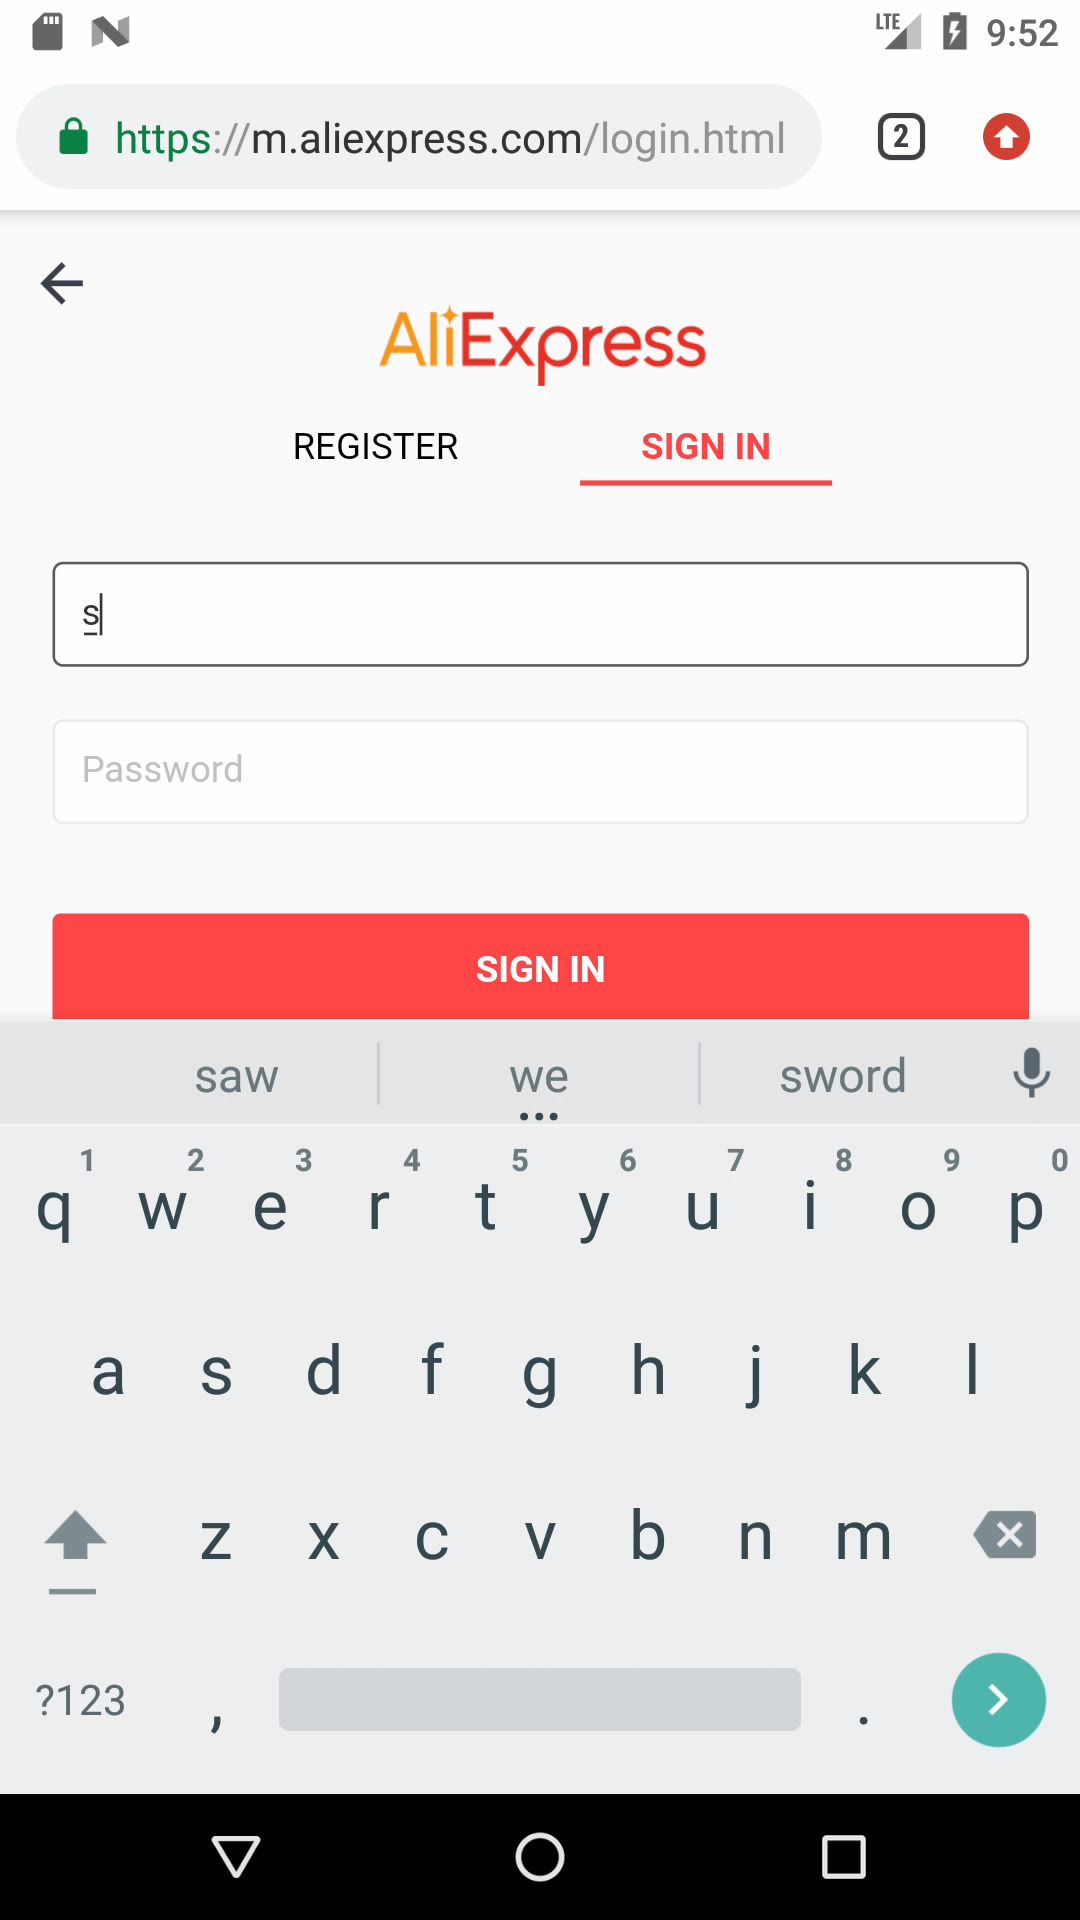 LTE 9:52
https://m.aliexpress.com/login.html 2
AliExpress
REGISTER SIGN IN
s
Password
SIGN IN
saw we sword
1 2 3 4 5 6 7 8 9 0
q w e r t y u i o p
a s d f g h j k l
z x c v b n m
?123 , .